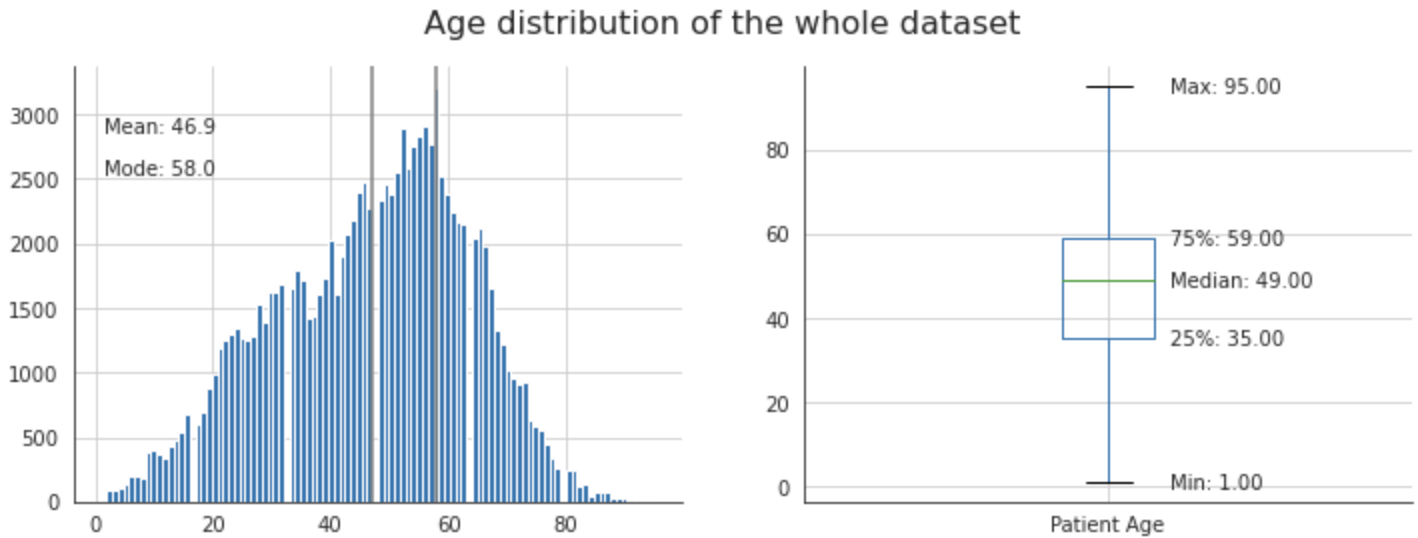 Age distribution of the whole dataset
3000
2500
2000
1500
1000
500
0
Mean: 46.9
Mode: 58.0
0 20 40 60 80
80
60
40
20
0
Max: 95.00
75%: 59.00
Median: 49.00
25%: 35.00
Min: 1.00
Patient Age